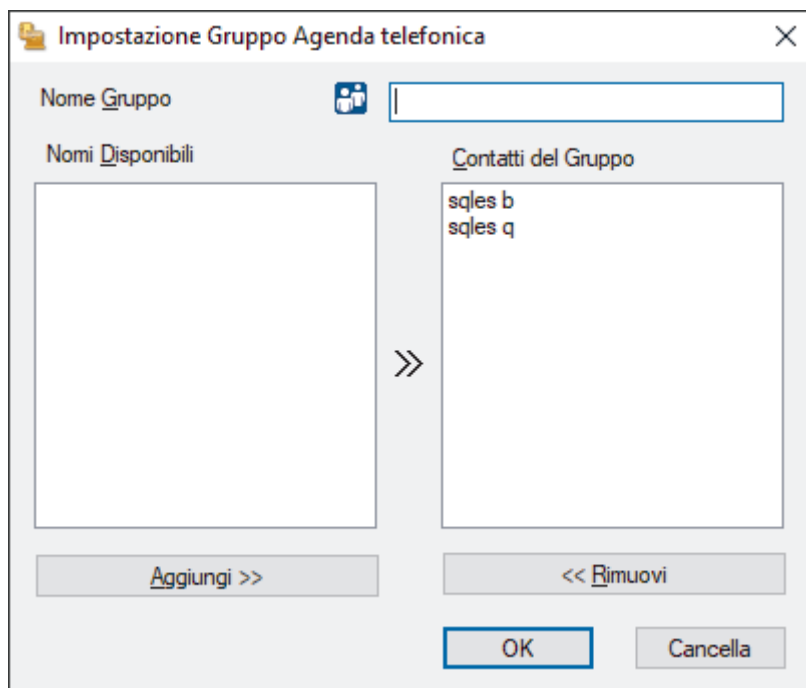 Impostazione Gruppo Agenda telefonica
Nome Gruppo
Nomi Disponibili
Contatti del Gruppo
sqles b
sqles q
Aggiungi >>
<< Rimuovi
OK
Cancella